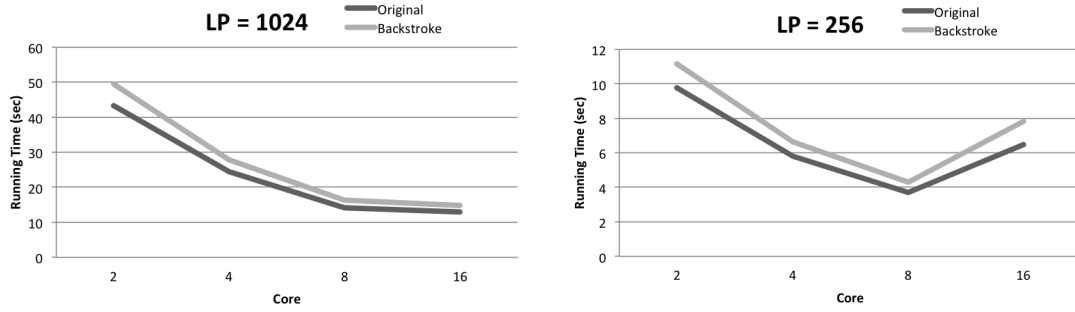 LP = 1024
Original
Backstroke
60
50
40
30
20
10
0
Running Time (sec)
2 4 8 16
Core
LP = 256
Original
Backstroke
12
10
8
6
4
2
0
Running Time (sec)
2 4 8 16
Core